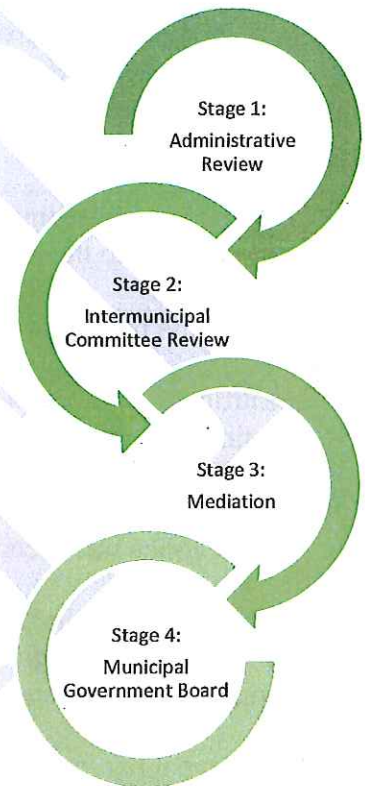 Stage 1:
Administrative
Review
Stage 2:
Intermunicipal
Committee Review
Stage 3:
Mediation
Stage 4:
Municipal
Government Board